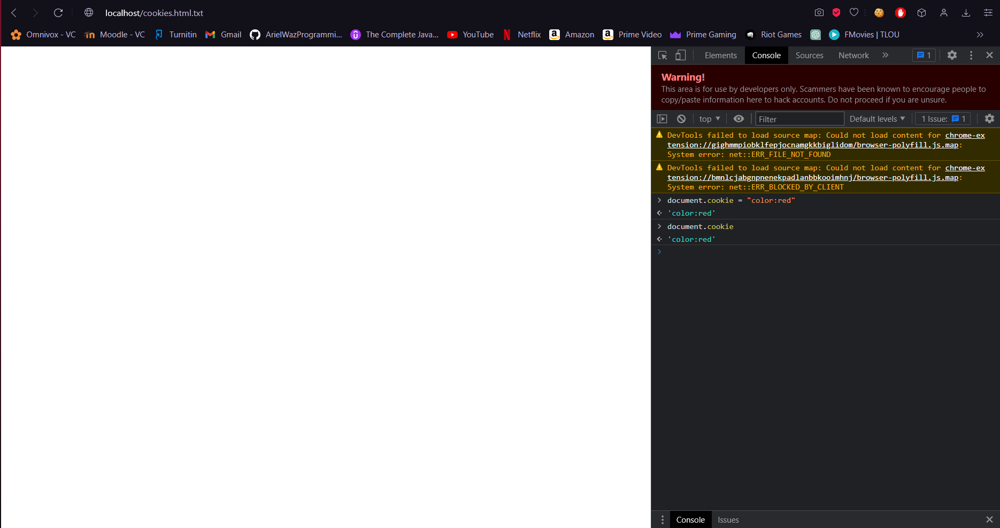 localhost/cookies.html.txt
Omnivox - VC Moodle - VC Turnitin Gmail ArielWazProgrammi... The Complete Java... YouTube Netflix Amazon Prime Video Prime Gaming Riot Games FMovies | TLOU
Elements Console Sources Network 1
Warning!
This area is for use by developers only. Scammers have been known to encourage people to
copy/paste information here to hack accounts. Do not proceed if you are unsure.
top Filter Default levels 1 Issue: 1
DevTools failed to load source map: Could not load content for chrome-ex
tension://gighmmpiobklfepjocnamgkkbiglidom/browser-polyfill.js.map:
System error: net::ERR_FILE_NOT_FOUND
DevTools failed to load source map: Could not load content for chrome-ex
tension://bmnlcjabgnpnenekpadlanbbkooimhnj/browser-polyfill.js.map:
System error: net::ERR_BLOCKED_BY_CLIENT
document.cookie = "color:red"
'color:red'
document.cookie
'color:red'
Console Issues